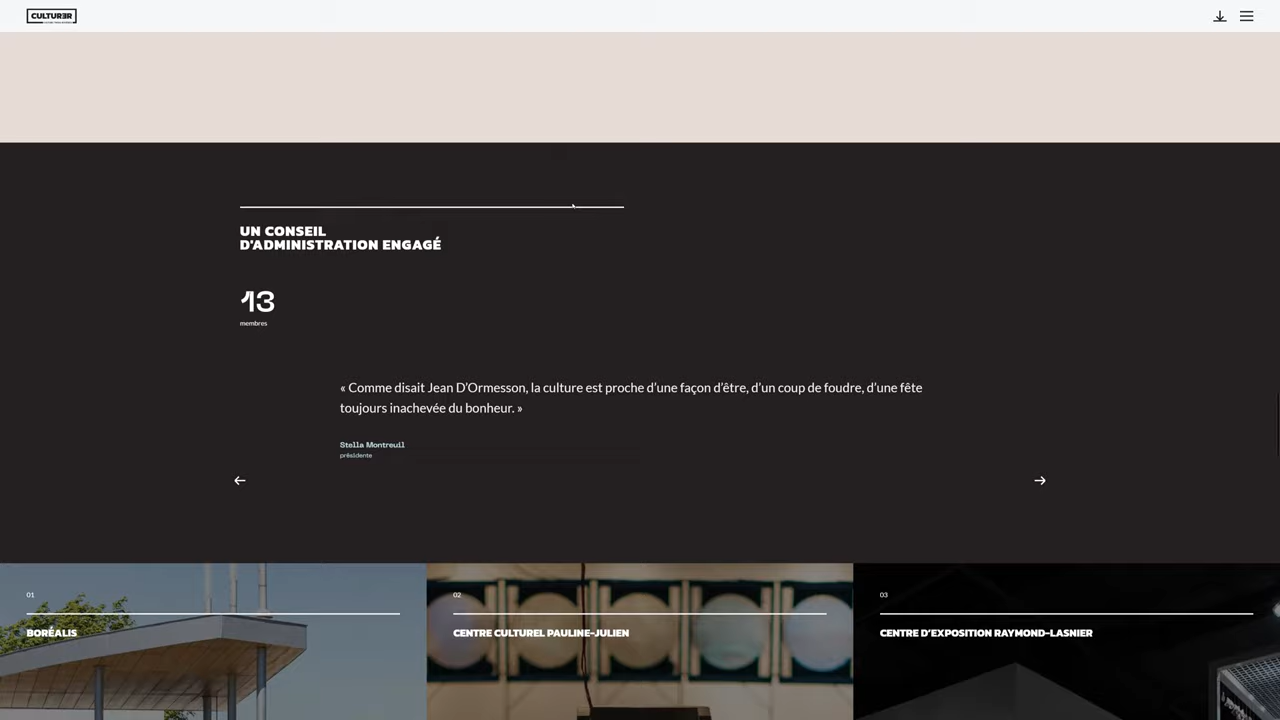 CULTURER
UN CONSEIL
D'ADMINISTRATION ENGAGÉ
13
membres
« Comme disait Jean D'Ormesson, la culture est proche d'une façon d'être, d'un coup de foudre, d'une fête
toujours inachevée du bonheur. »
Stella Montreuil
présidente
01
02
03
BORÉALIS
CENTRE CULTUREL PAULINE-JULIEN
CENTRE D'EXPOSITION RAYMOND-LASNIER